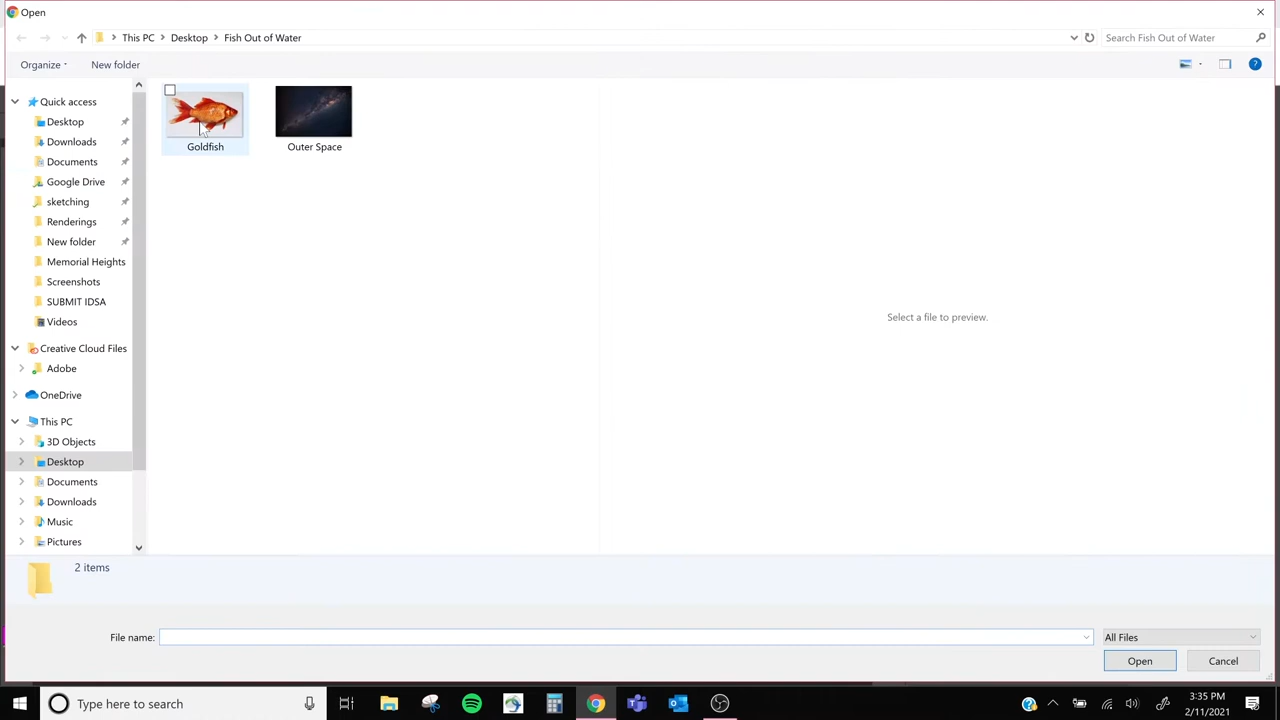 Open
This PC > Desktop > Fish Out of Water
Search Fish Out of Water
Organize
New folder
Quick access
Desktop
Downloads
Documents
Google Drive
sketching
Renderings
New folder
Memorial Heights
Screenshots
SUBMIT IDSA
Videos
Creative Cloud Files
Adobe
OneDrive
This PC
3D Objects
Desktop
Documents
Downloads
Music
Pictures
Goldfish
Outer Space
Select a file to preview.
2 items
File name:
All Files
Open
Cancel
Type here to search
3:35 PM
2/11/2021